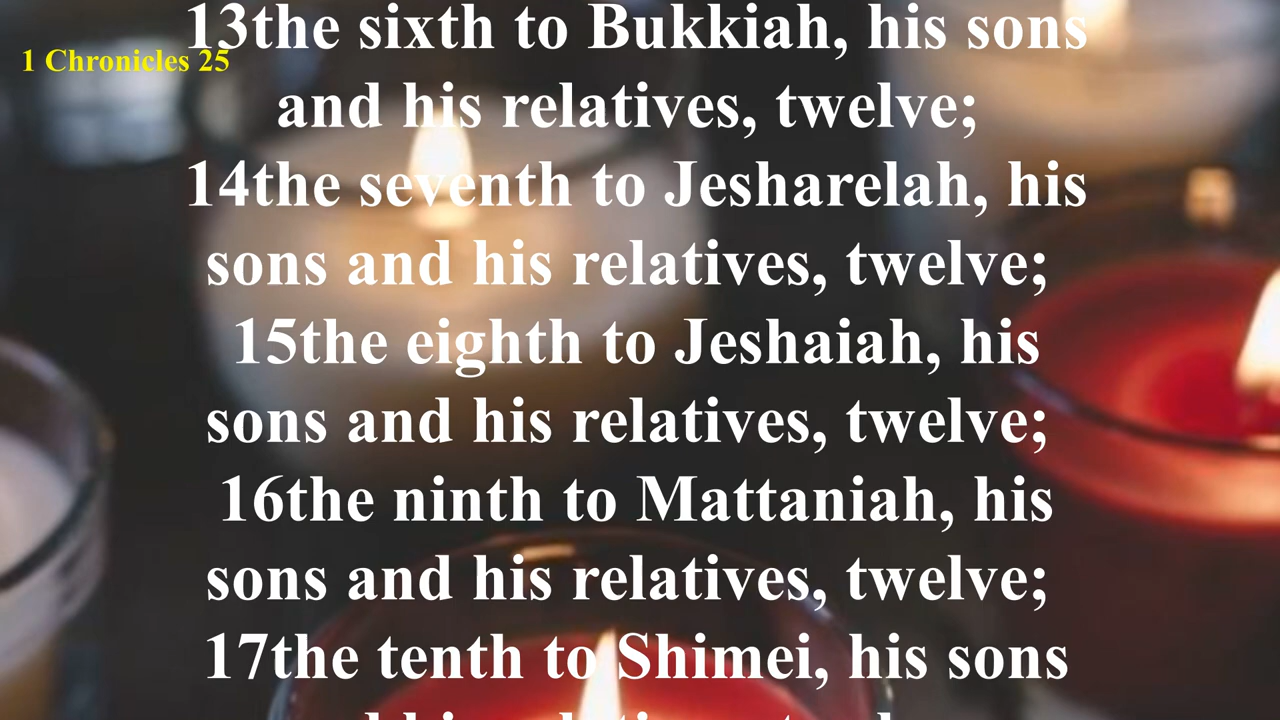 1 Chronicles 25
13the sixth to Bukkiah, his sons
and his relatives, twelve;
14the seventh to Jesharelah, his
sons and his relatives, twelve;
15the eighth to Jeshaiah, his
sons and his relatives, twelve;
16the ninth to Mattaniah, his
sons and his relatives, twelve;
17the tenth to Shimei, his sons